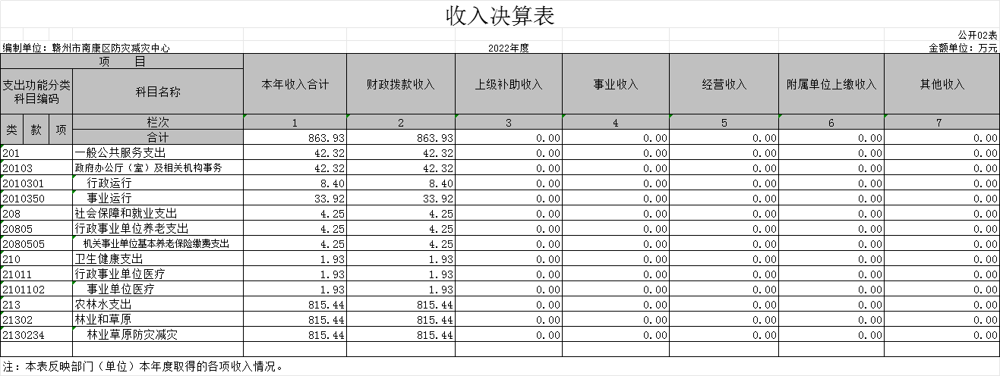 收入决算表
公开02表
编制单位：赣州市南康区防灾减灾中心 2022年度 金额单位：万元
项 目 本年收入合计 财政拨款收入 上级补助收入 事业收入 经营收入 附属单位上缴收入 其他收入
支出功能分类科目编码 科目名称
类 款 项 栏次 1 2 3 4 5 6 7
合计 863.93 863.93 0.00 0.00 0.00 0.00 0.00
201 一般公共服务支出 42.32 42.32 0.00 0.00 0.00 0.00 0.00
20103 政府办公厅（室）及相关机构事务 42.32 42.32 0.00 0.00 0.00 0.00 0.00
2010301 行政运行 8.40 8.40 0.00 0.00 0.00 0.00 0.00
2010350 事业运行 33.92 33.92 0.00 0.00 0.00 0.00 0.00
208 社会保障和就业支出 4.25 4.25 0.00 0.00 0.00 0.00 0.00
20805 行政事业单位养老支出 4.25 4.25 0.00 0.00 0.00 0.00 0.00
2080505 机关事业单位基本养老保险缴费支出 4.25 4.25 0.00 0.00 0.00 0.00 0.00
210 卫生健康支出 1.93 1.93 0.00 0.00 0.00 0.00 0.00
21011 行政事业单位医疗 1.93 1.93 0.00 0.00 0.00 0.00 0.00
2101102 事业单位医疗 1.93 1.93 0.00 0.00 0.00 0.00 0.00
213 农林水支出 815.44 815.44 0.00 0.00 0.00 0.00 0.00
21302 林业和草原 815.44 815.44 0.00 0.00 0.00 0.00 0.00
2130234 林业草原防灾减灾 815.44 815.44 0.00 0.00 0.00 0.00 0.00
注：本表反映部门（单位）本年度取得的各项收入情况。